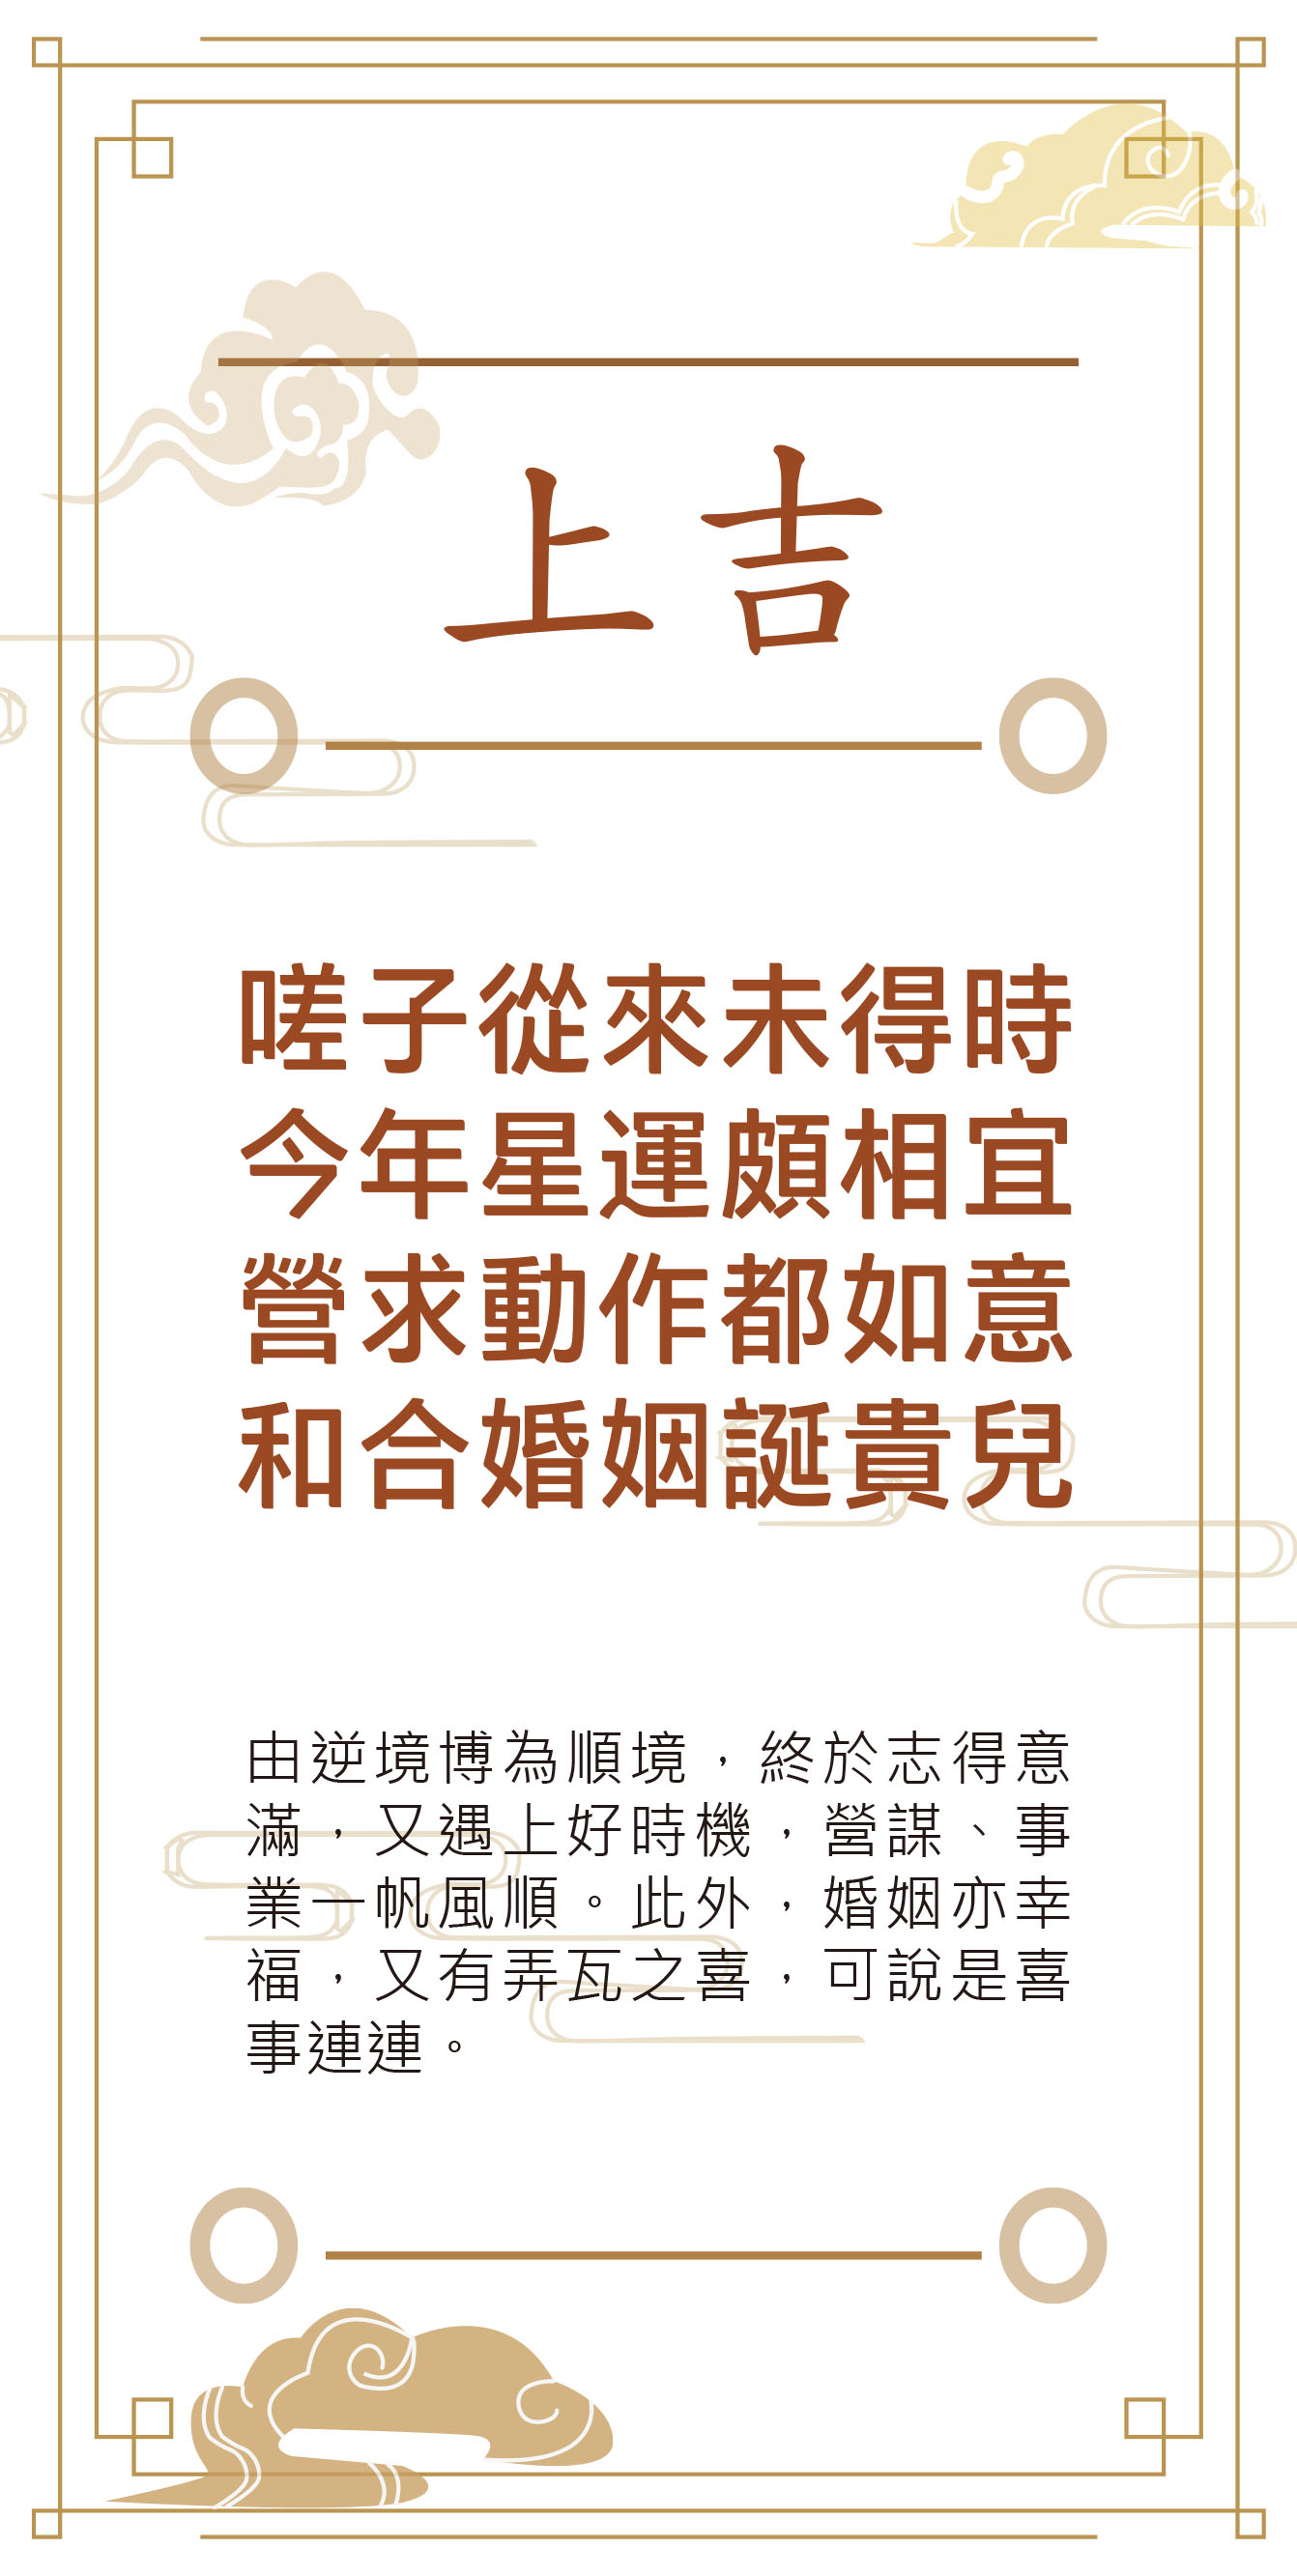 上吉
嗟子從來未得時
今年星運頗相宜
營求動作都如意
和合婚姻誕貴兒
由逆境博為順境，終於志得意
滿，又遇上好時機，營謀、事
業一帆風順。此外，婚姻亦幸
福，又有弄瓦之喜，可說是喜
事連連。